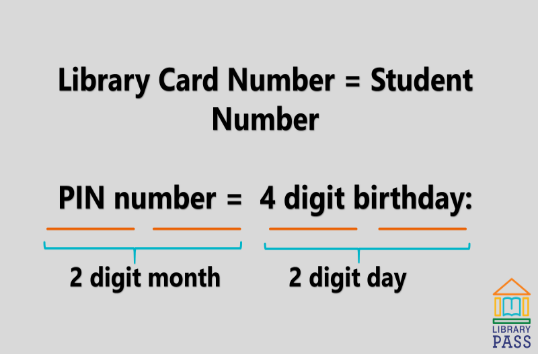 Library Card Number = Student
Number
PIN number = 4 digit birthday:
2 digit month 2 digit day
LIBRARY
PASS